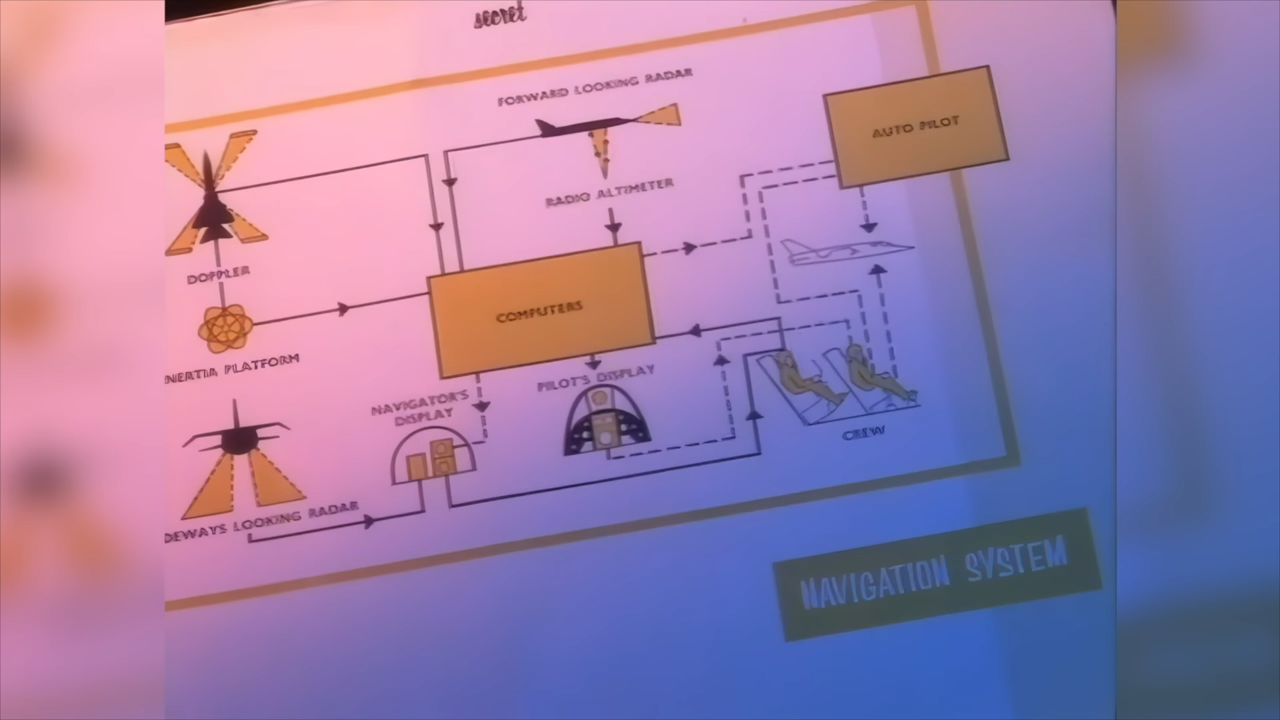 secret
FORWARD LOOKING RADAR
AUTO PILOT
RADIO ALTIMETER
DOPPLER
COMPUTERS
NERTIA PLATFORM
NAVIGATOR'S
DISPLAY
PILOT'S DISPLAY
CREW
DEWAYS LOOKING RADAR
NAVIGATION SYSTEM